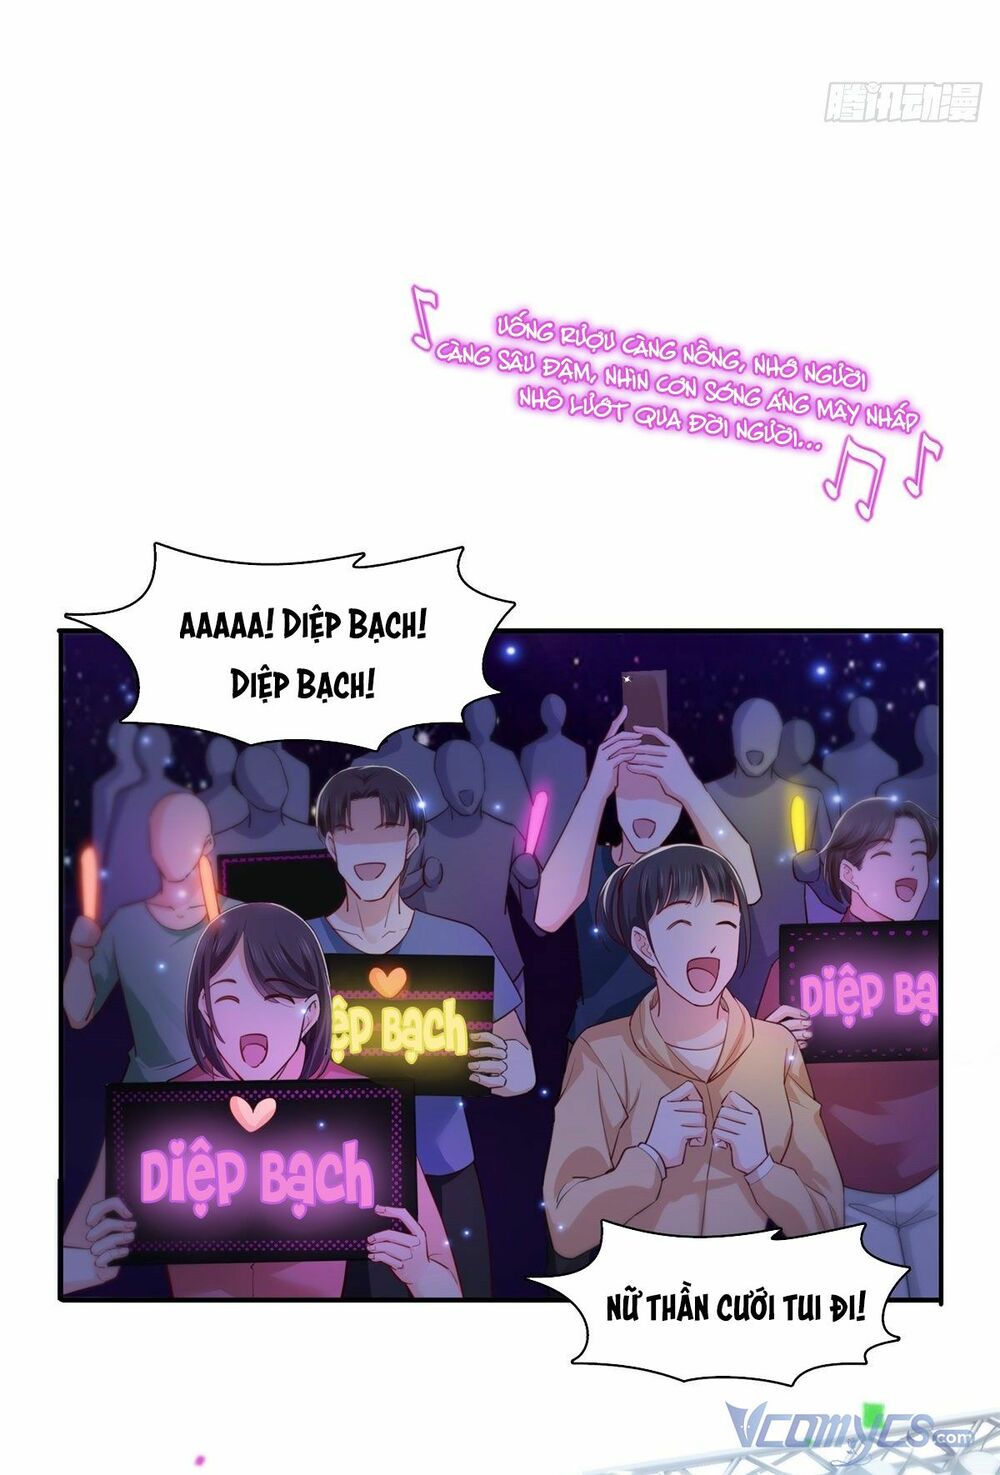 腾讯动漫
UỐNG RƯỢU CÀNG NỒNG, NHỚ NGƯỜI
CÀNG SÂU ĐẬM, NHÌN CƠN SÓNG ÁNG MÂY NHẤP
NHÔ LƯỚT QUA ĐỜI NGƯỜI...
AAAAA! DIỆP BẠCH!
DIỆP BẠCH!
ệP BẠch
DIỆP BẠ
DIỆP BẠch
NỮ THẦN CƯỚI TUI ĐI!
VCOMYCS.com